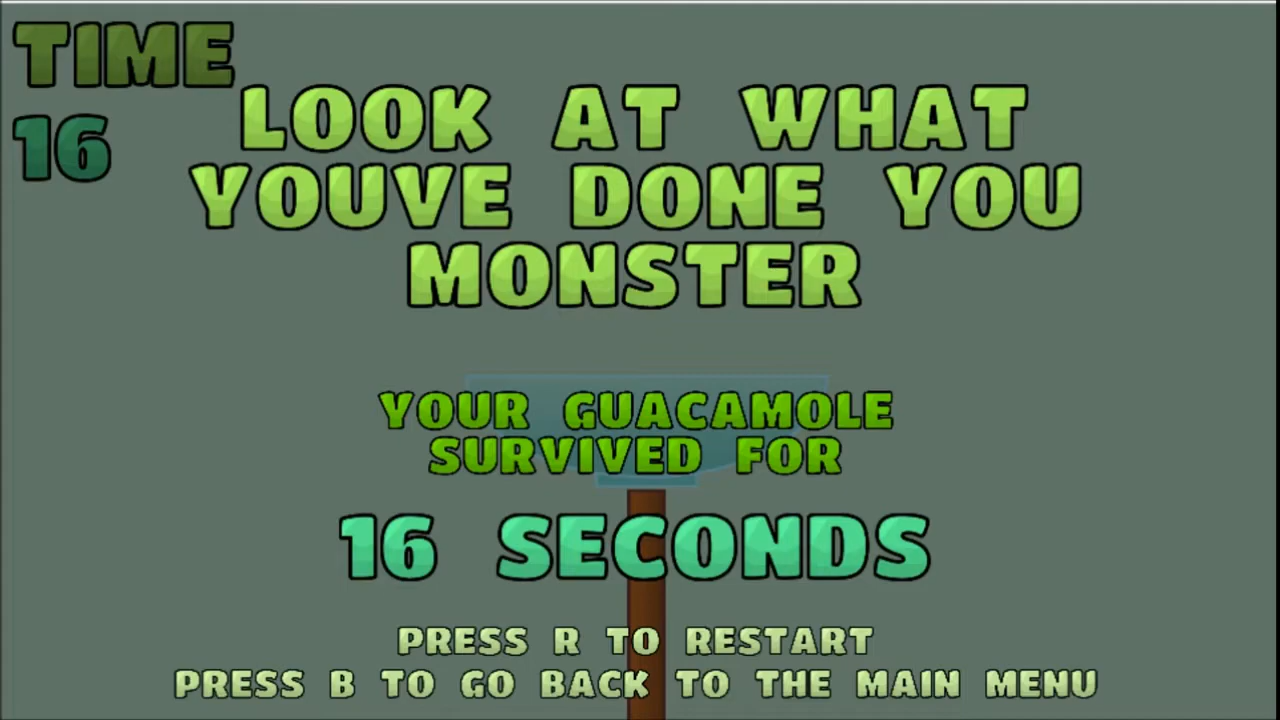 TIME
16
LOOK AT WHAT
YOUVE DONE YOU
MONSTER
YOUR GUACAMOLE
SURVIVED FOR
16 SECONDS
PRESS R TO RESTART
PRESS B TO GO BACK TO THE MAIN MENU